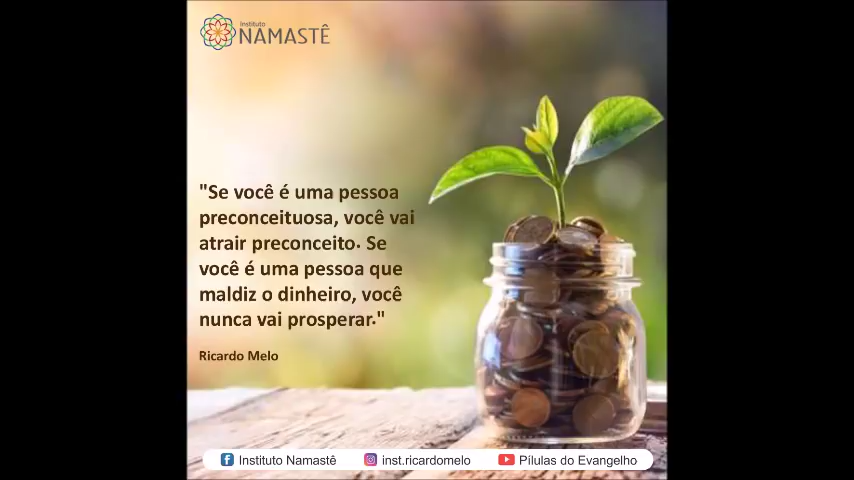 Instituto
NAMASTÊ
"Se você é uma pessoa
preconceituosa, você vai
atrair preconceito. Se
você é uma pessoa que
maldiz o dinheiro, você
nunca vai prosperar."
Ricardo Melo
Instituto Namastê inst.ricardomelo Pílulas do Evangelho